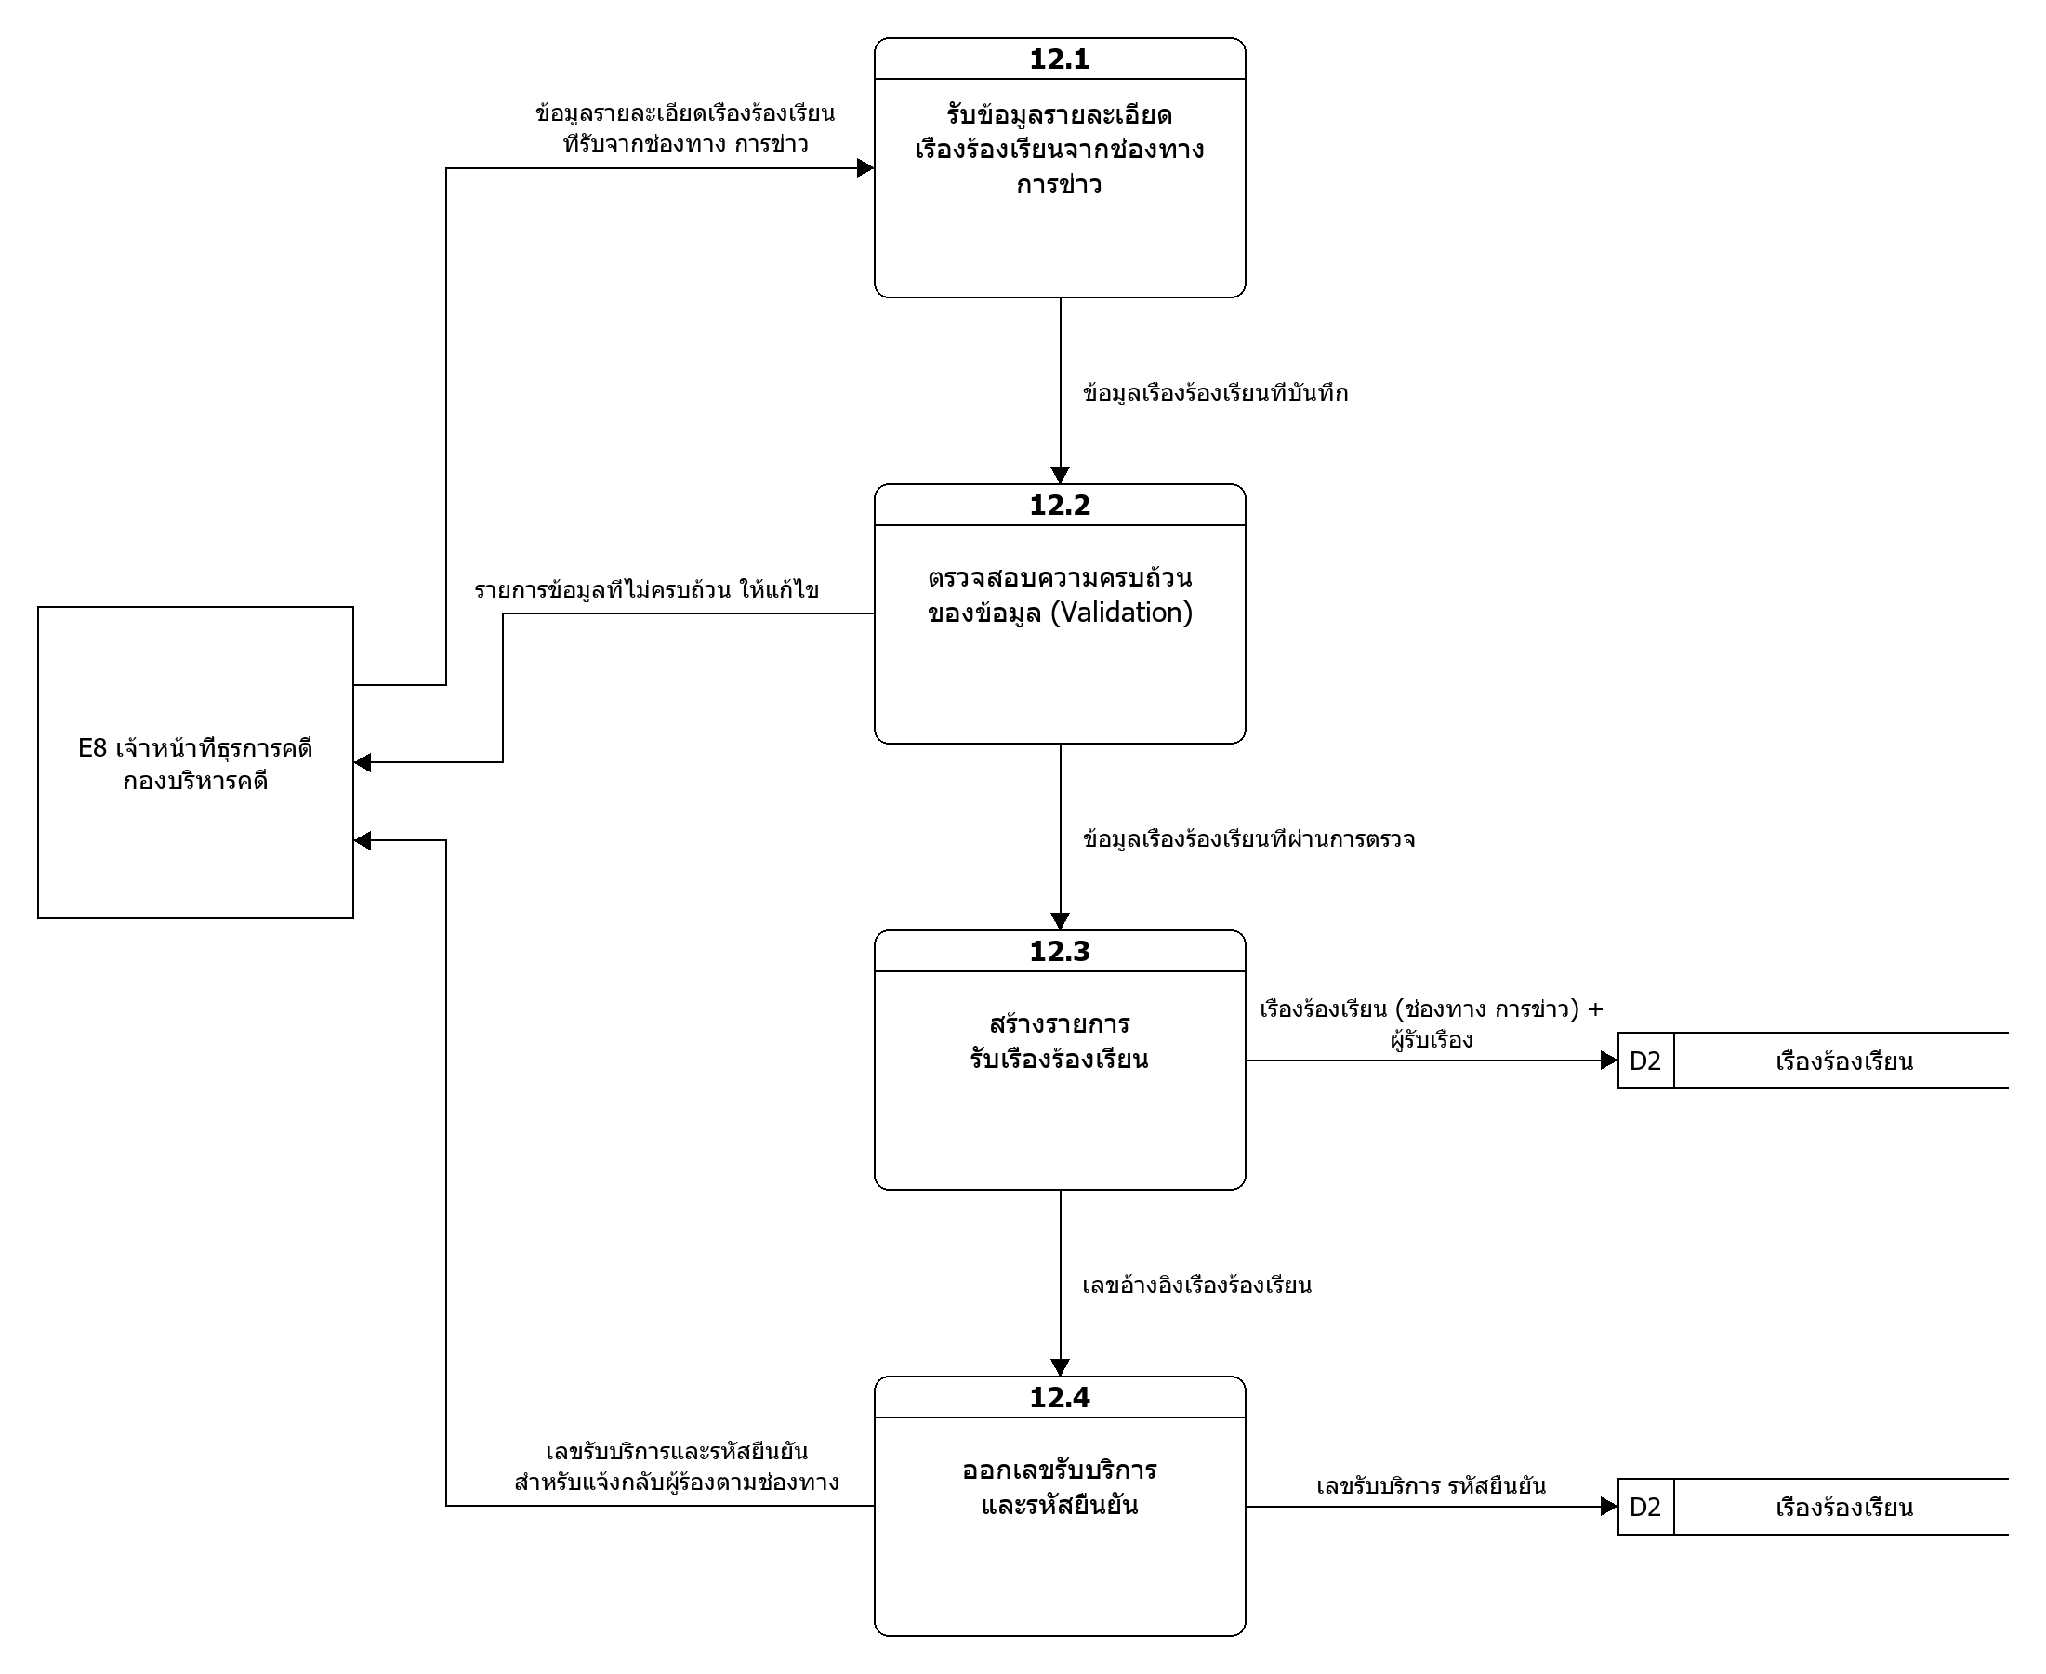 12.1
รับข้อมูลรายละเอียด
เรื่องร้องเรียนจากช่องทาง
การข่าว
ข้อมูลรายละเอียดเรื่องร้องเรียน
ที่รับจากช่องทาง การข่าว
ข้อมูลเรื่องร้องเรียนที่บันทึก
12.2
ตรวจสอบความครบถ้วน
ของข้อมูล (Validation)
รายการข้อมูลที่ไม่ครบถ้วน ให้แก้ไข
E8 เจ้าหน้าที่ธุรการคดี
กองบริหารคดี
ข้อมูลเรื่องร้องเรียนที่ผ่านการตรวจ
12.3
สร้างรายการ
รับเรื่องร้องเรียน
เรื่องร้องเรียน (ช่องทาง การข่าว) +
ผู้รับเรื่อง
D2 เรื่องร้องเรียน
เลขอ้างอิงเรื่องร้องเรียน
12.4
ออกเลขรับบริการ
และรหัสยืนยัน
เลขรับบริการและรหัสยืนยัน
สำหรับแจ้งกลับผู้ร้องตามช่องทาง
เลขรับบริการ รหัสยืนยัน
D2 เรื่องร้องเรียน